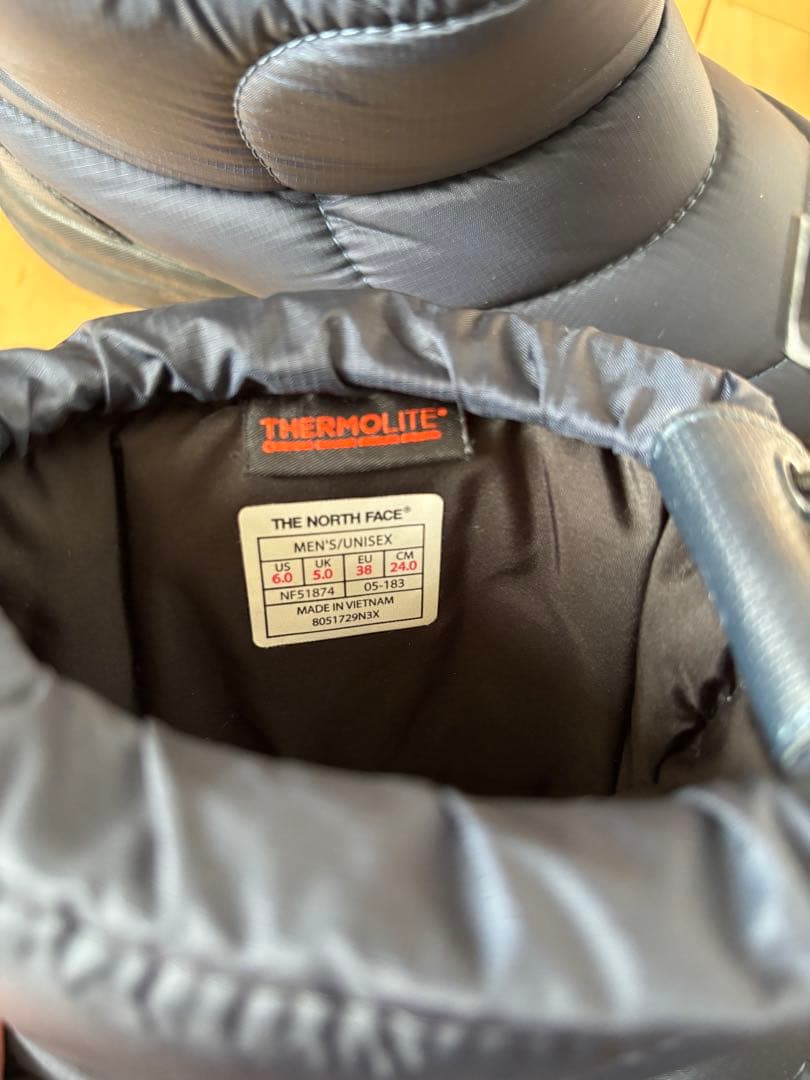 THERMOLITE®
THE NORTH FACE®
MEN'S/UNISEX
US UK EU CM
6.0 5.0 38 24.0
NF51874 05-183
MADE IN VIETNAM
8051729N3X